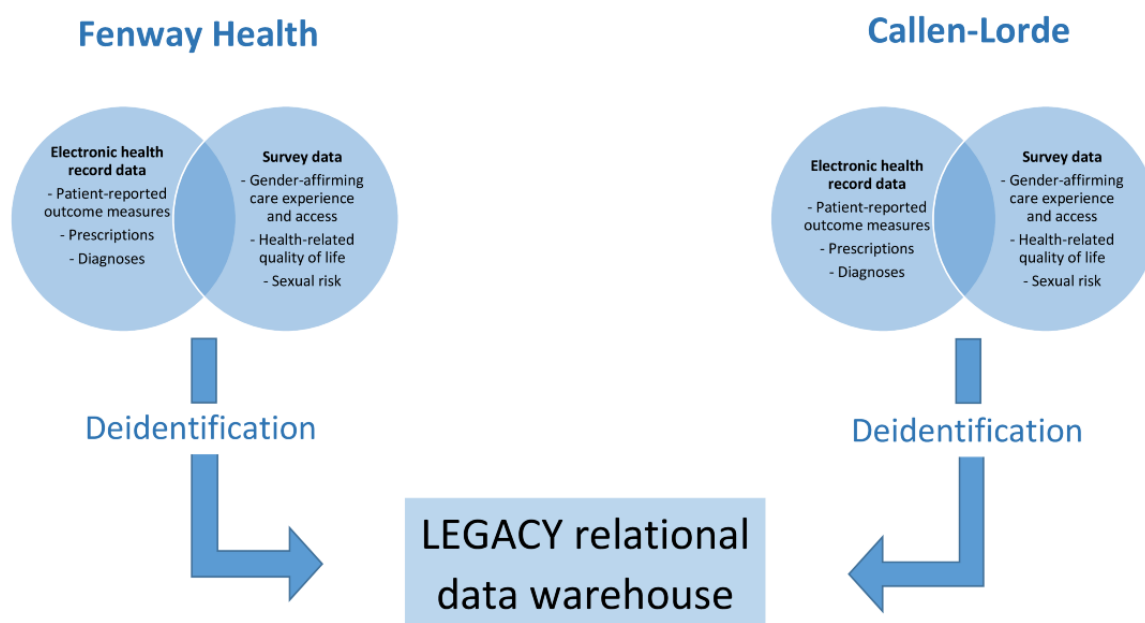 Fenway Health
Electronic health
record data
- Patient-reported
outcome measures
- Prescriptions
- Diagnoses
Survey data
- Gender-affirming
care experience
and access
- Health-related
quality of life
- Sexual risk
Deidentification
Callen-Lorde
Electronic health
record data
- Patient-reported
outcome measures
- Prescriptions
- Diagnoses
Survey data
- Gender-affirming
care experience
and access
- Health-related
quality of life
- Sexual risk
Deidentification
LEGACY relational
data warehouse